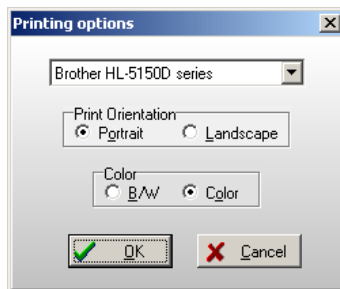 Printing options
Brother HL-5150D series
Print Orientation
Portrait Landscape
Color
B/W Color
OK Cancel